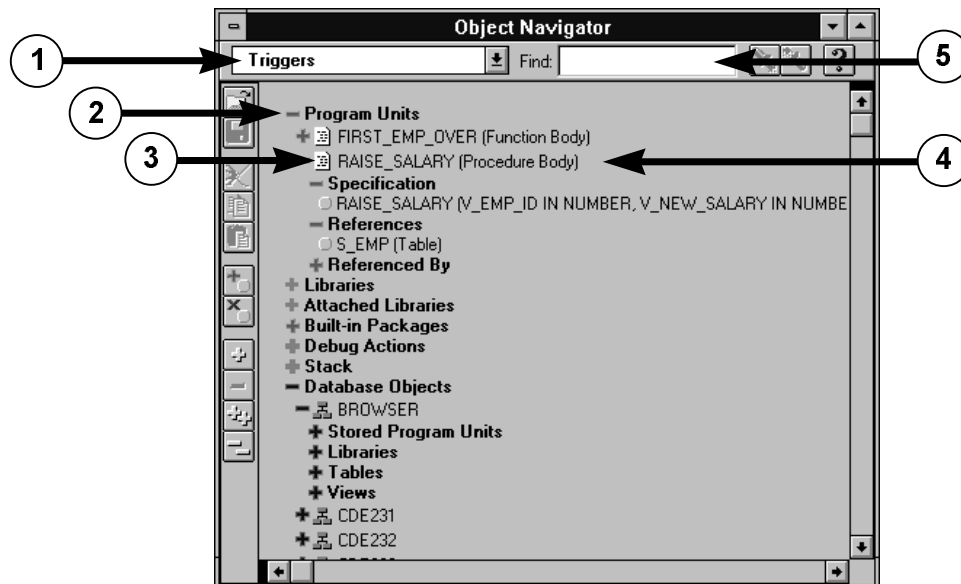 Object Navigator
1
Triggers
Find:
?
5
2
Program Units
FIRST_EMP_OVER (Function Body)
3
RAISE_SALARY (Procedure Body)
4
Specification
RAISE_SALARY (V_EMP_ID IN NUMBER, V_NEW_SALARY IN NUMBE
References
S_EMP (Table)
Referenced By
Libraries
Attached Libraries
Built-in Packages
Debug Actions
Stack
Database Objects
BROWSER
Stored Program Units
Libraries
Tables
Views
CDE231
CDE232